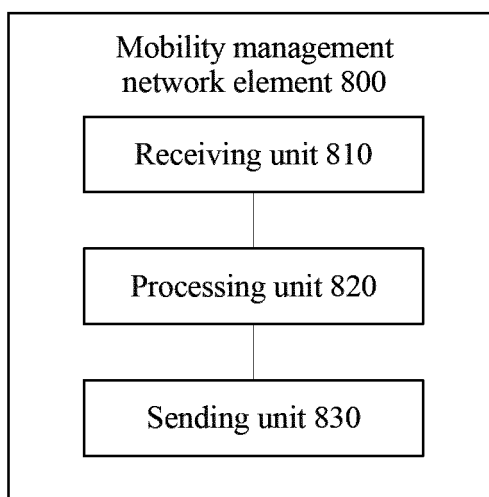 Mobility management
network element 800
Receiving unit 810
Processing unit 820
Sending unit 830